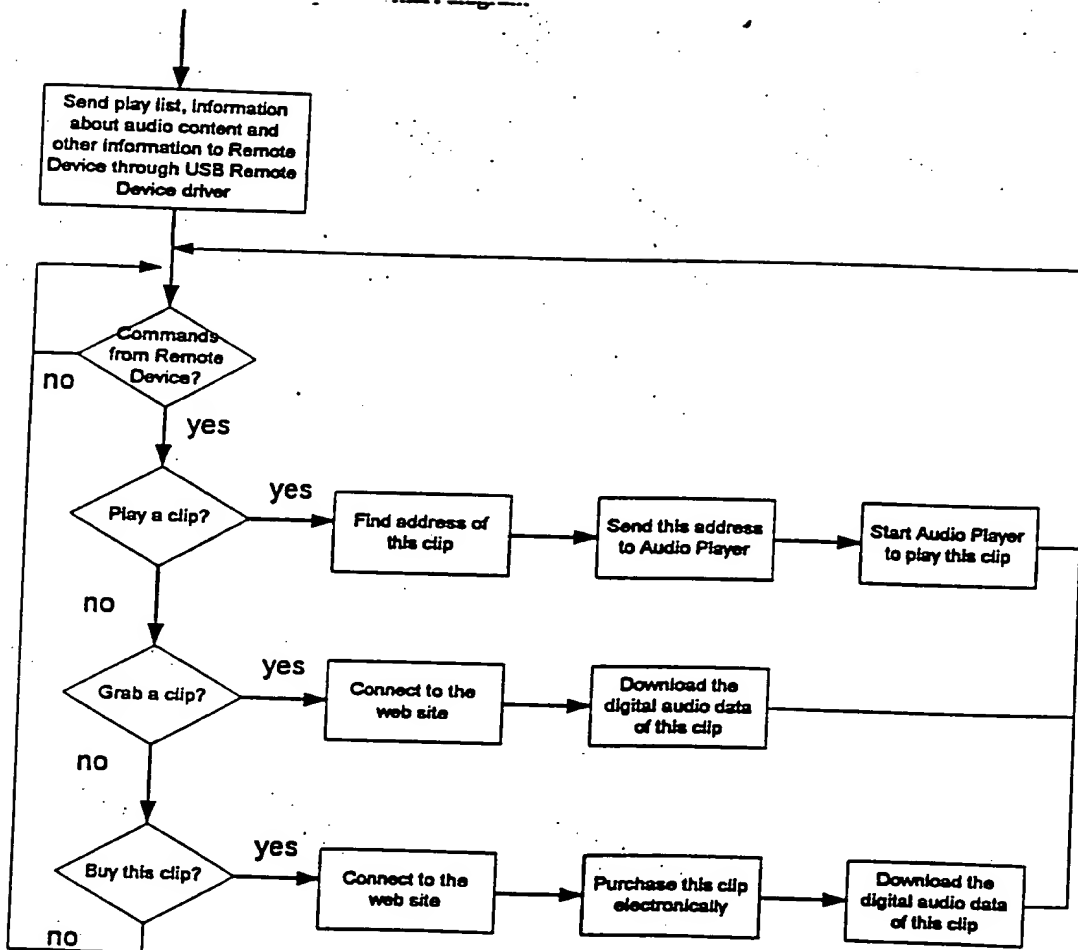 Send play list, information
about audio content and
other information to Remote
Device through USB Remote
Device driver
Commands
from Remote
Device?
no
yes
Play a clip?
yes
Find address of
this clip
Send this address
to Audio Player
Start Audio Player
to play this clip
no
Grab a clip?
yes
Connect to the
web site
Download the
digital audio data
of this clip
no
Buy this clip?
yes
Connect to the
web site
Purchase this clip
electronically
Download the
digital audio data
of this clip
no